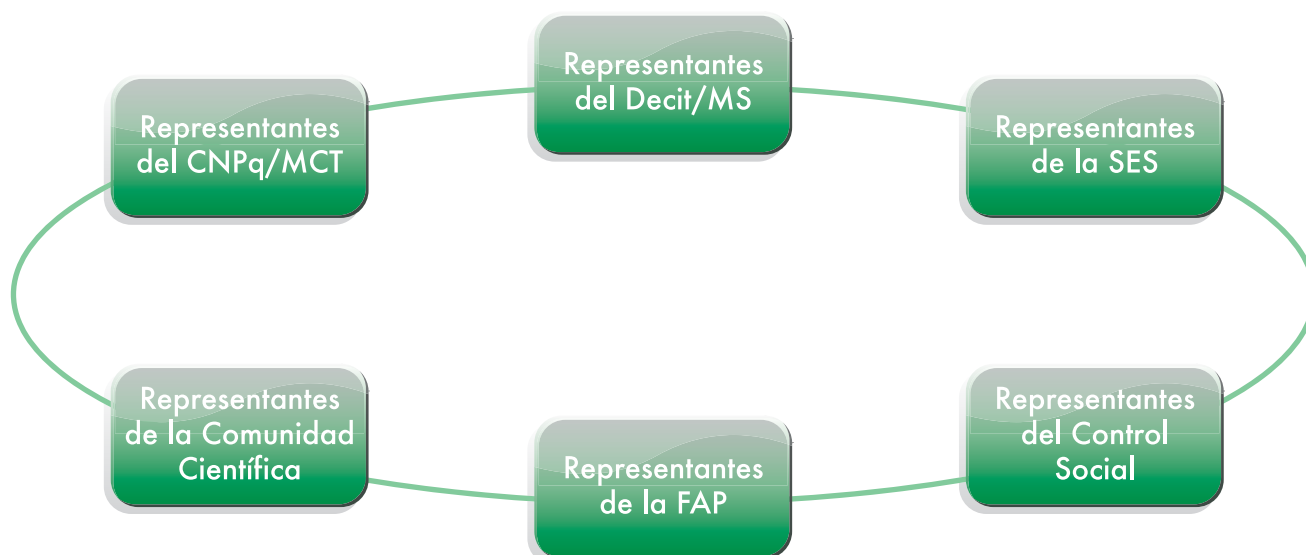 Representantes
del Decit/MS
Representantes
del CNPq/MCT
Representantes
de la SES
Representantes
de la Comunidad
Científica
Representantes
de la FAP
Representantes
del Control
Social